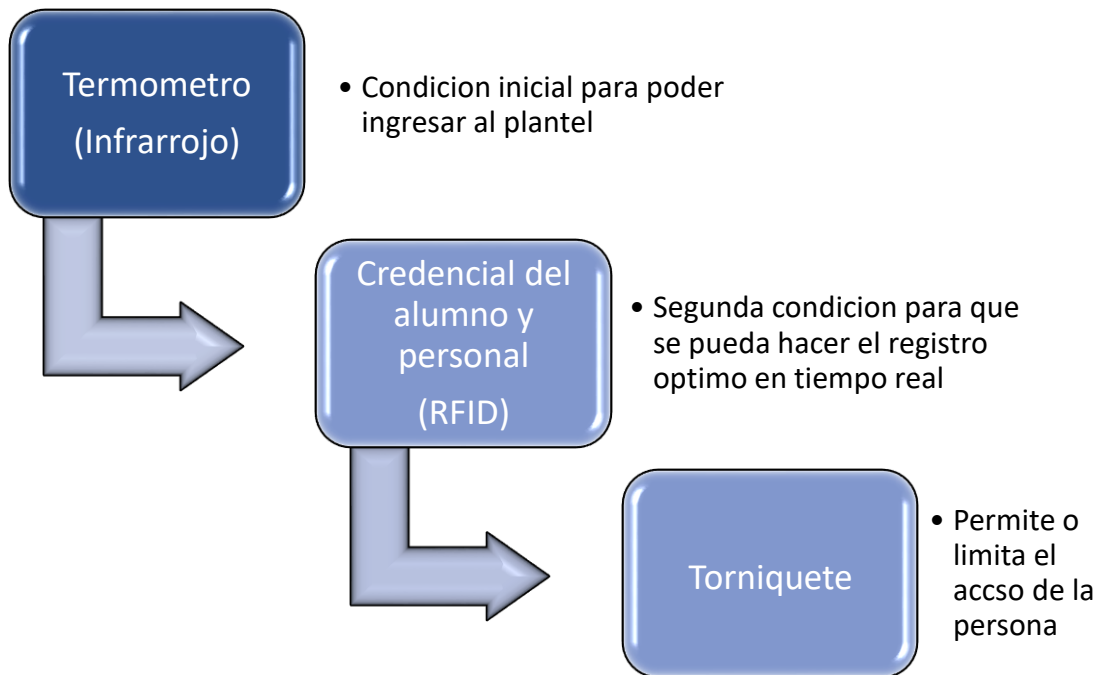 Termometro
(Infrarrojo)
• Condicion inicial para poder
ingresar al plantel
Credencial del
alumno y
personal
(RFID)
• Segunda condicion para que
se pueda hacer el registro
optimo en tiempo real
Torniquete
• Permite o
limita el
accso de la
persona